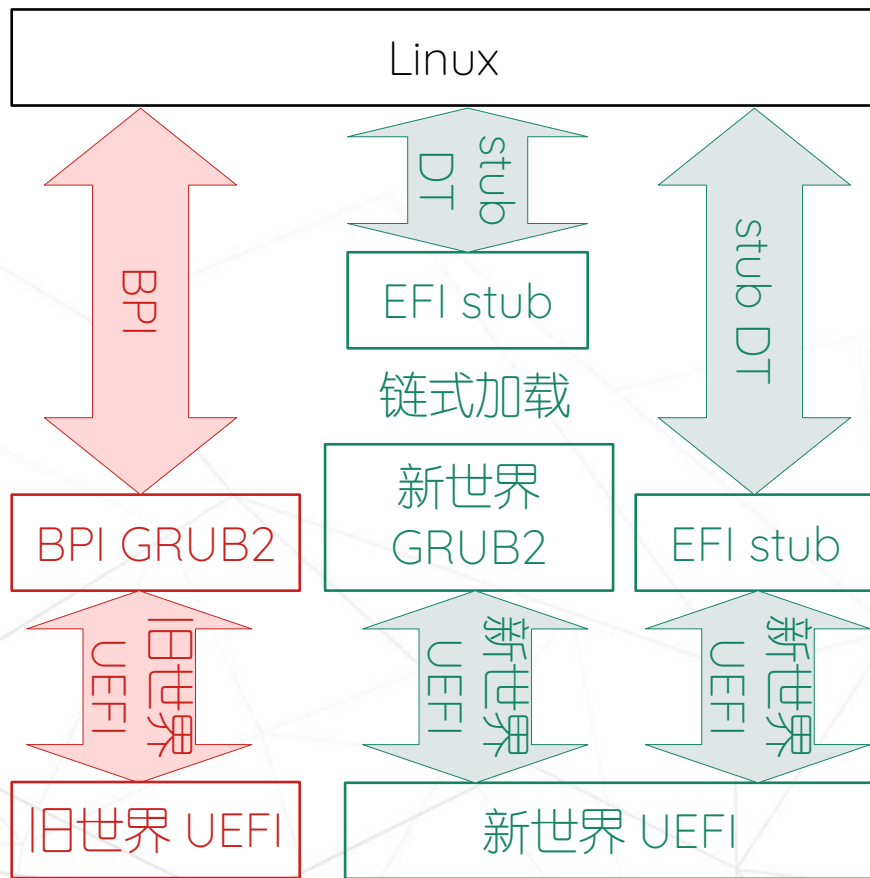 Linux
BPI
stub
DT
stub DT
EFI stub
链式加载
BPI GRUB2
新世界
GRUB2
EFI stub
旧世界
UEFI
新世界
UEFI
新世界
UEFI
旧世界 UEFI
新世界 UEFI